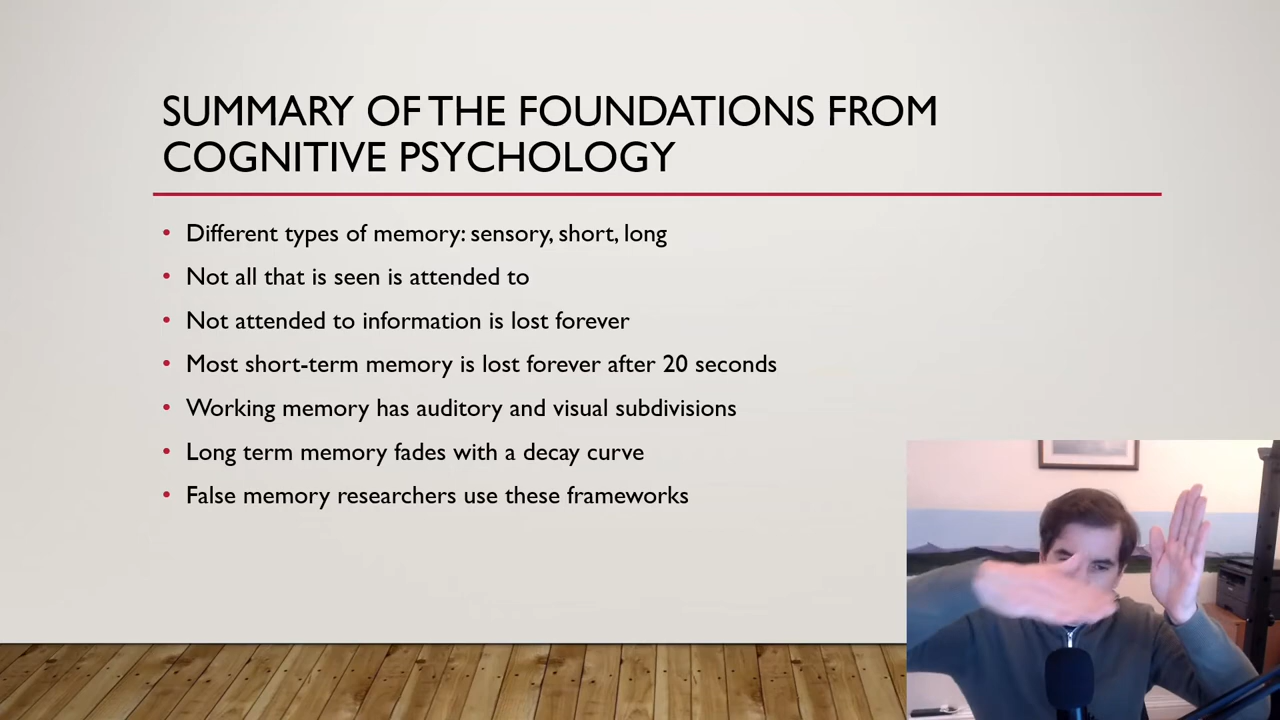 SUMMARY OF THE FOUNDATIONS FROM
COGNITIVE PSYCHOLOGY
• Different types of memory: sensory, short, long
• Not all that is seen is attended to
• Not attended to information is lost forever
• Most short-term memory is lost forever after 20 seconds
• Working memory has auditory and visual subdivisions
• Long term memory fades with a decay curve
• False memory researchers use these frameworks